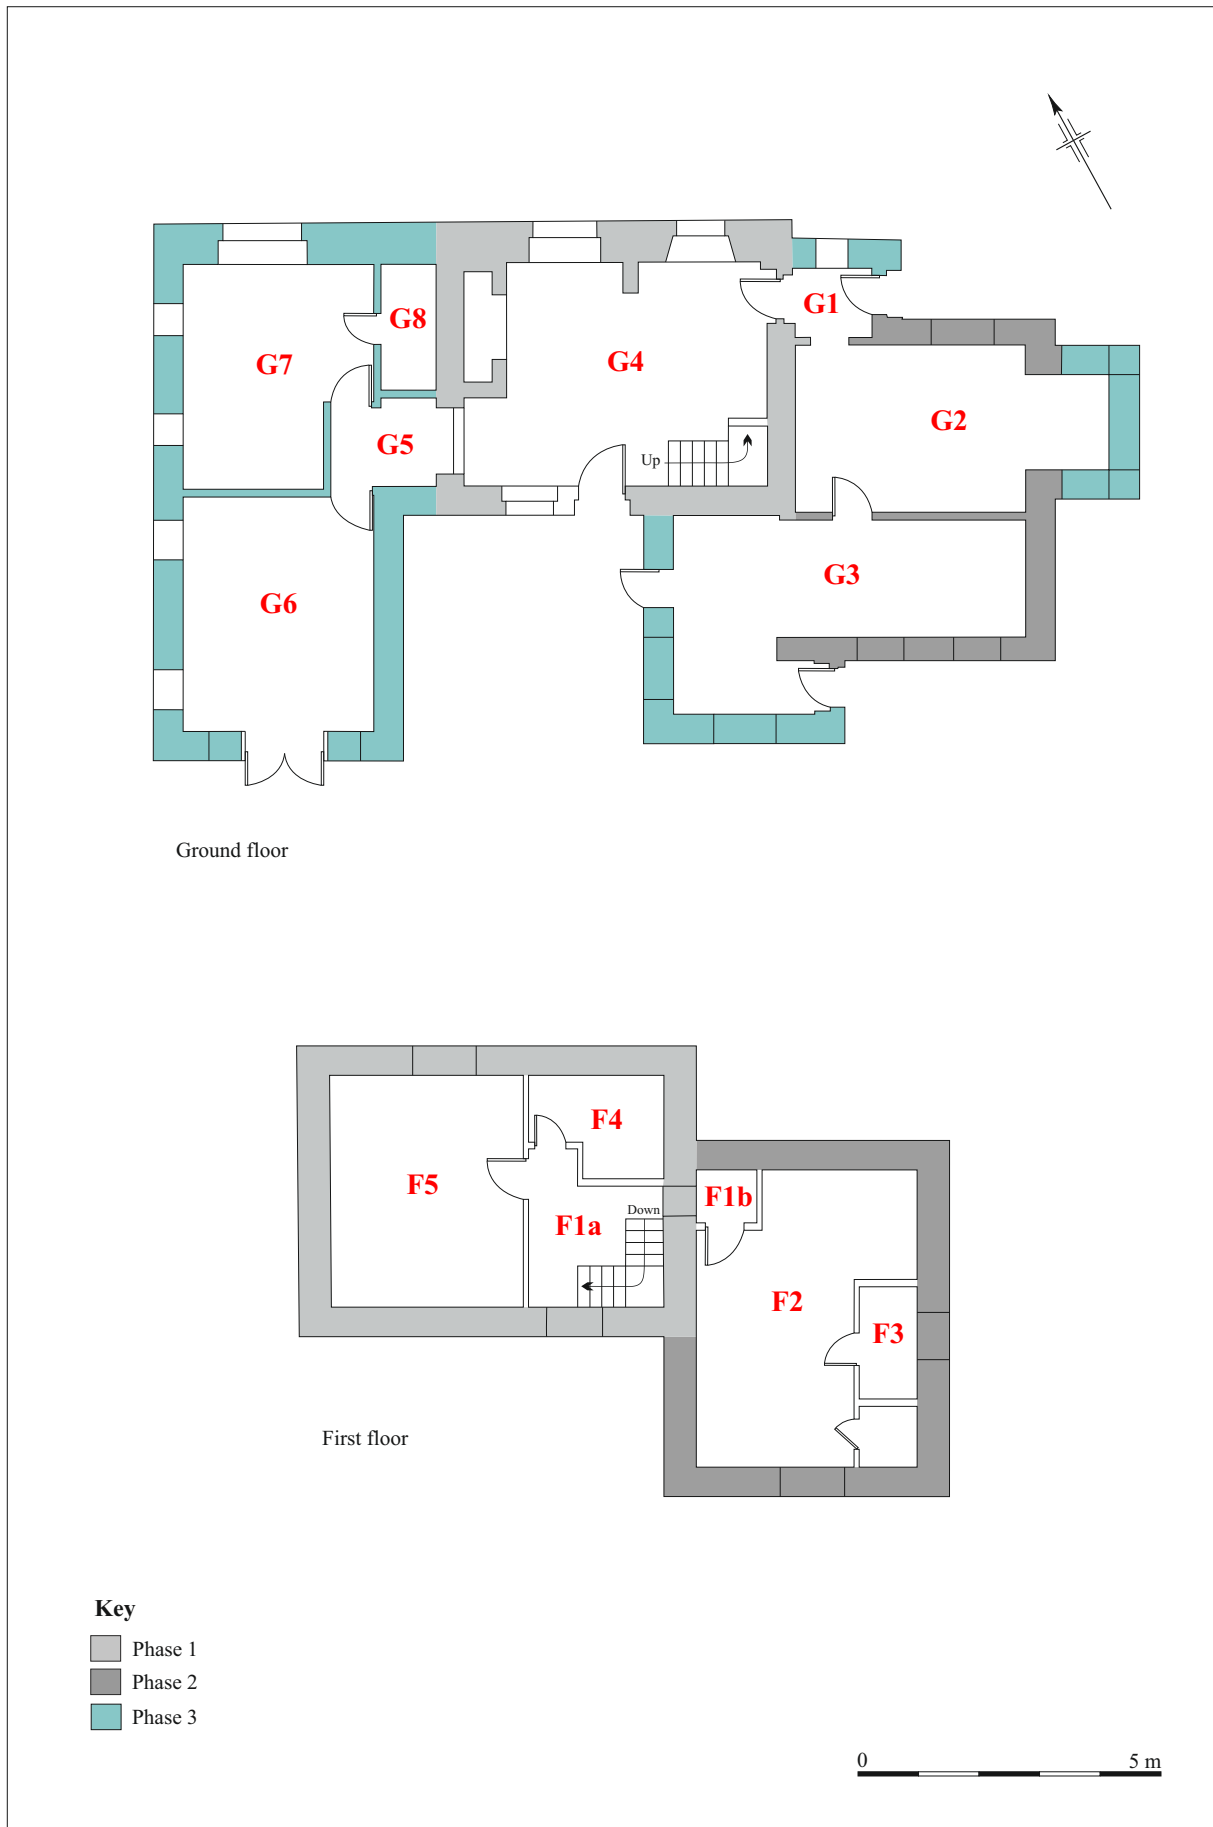 G1
G8
G4
G7
G2
G5
Up
G3
G6
Ground floor
F4
F5
F1b
Down
F1a
F2
F3
First floor
Key
Phase 1
Phase 2
Phase 3
0 5 m